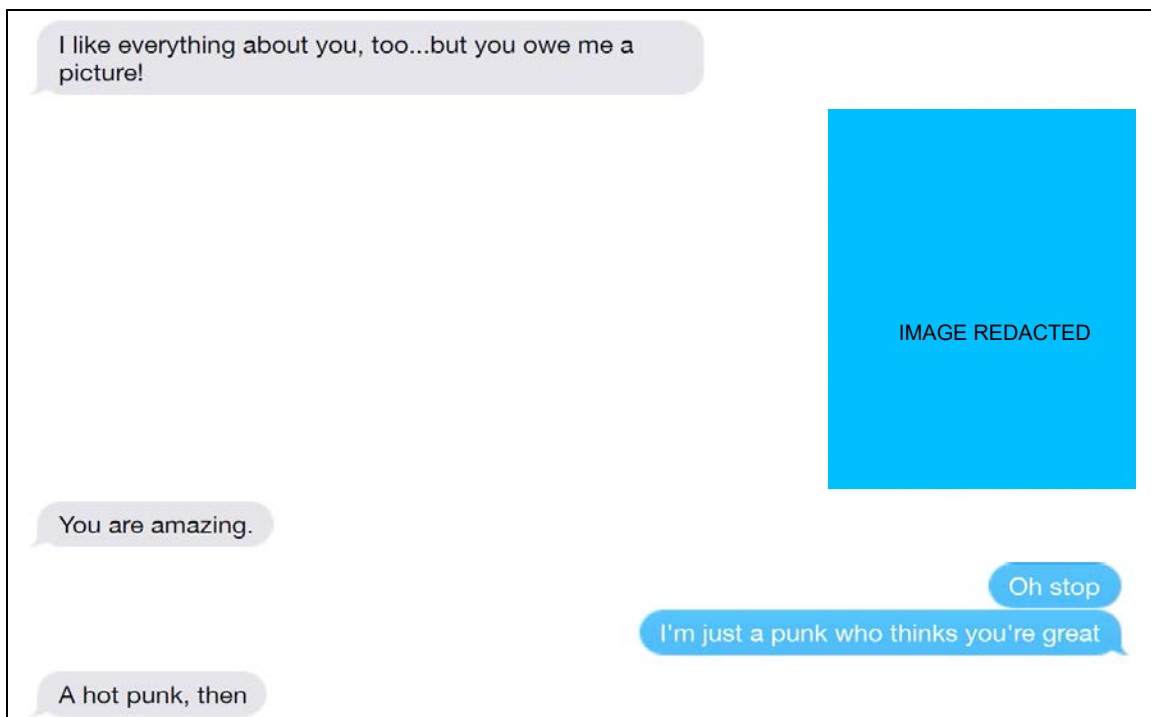 I like everything about you, too...but you owe me a
picture!
IMAGE REDACTED
You are amazing.
Oh stop
I'm just a punk who thinks you're great
A hot punk, then